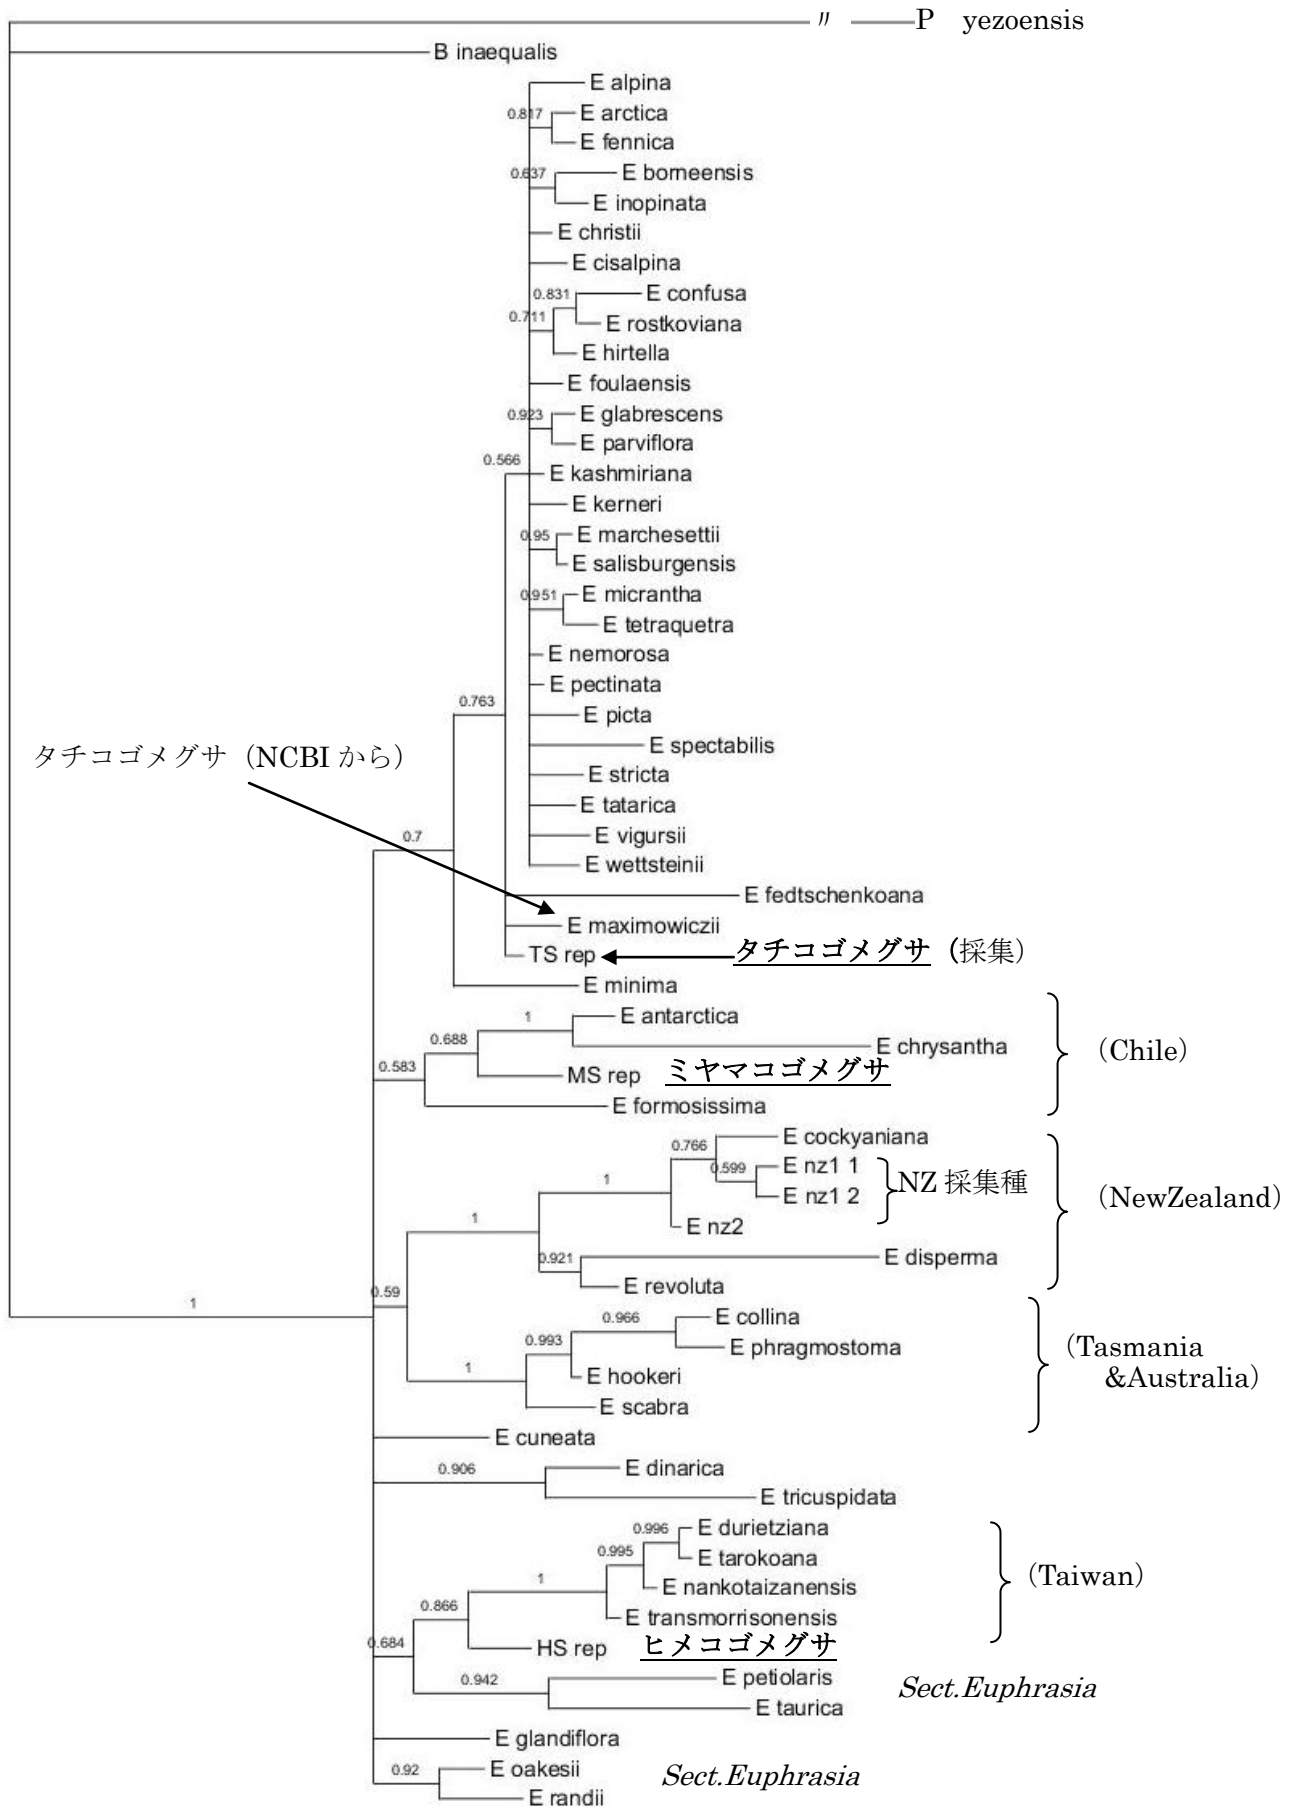 〃 P yezoensis
B inaequalis
E alpina
0.817
E arctica
E fennica
0.637
E borneensis
E inopinata
E christii
E cisalpina
0.831
E confusa
0.711
E rostkoviana
E hirtella
E foulaensis
0.923
E glabrescens
E parviflora
0.566
E kashmiriana
E kerneri
0.95
E marchesettii
E salisburgensis
0.951
E micrantha
E tetraquetra
E nemorosa
E pectinata
0.763
E picta
タチコゴメグサ（NCBI から）
E spectabilis
E stricta
E tatarica
0.7
E vigursii
E wettsteinii
E fedtschenkoana
E maximowiczii
TS rep
タチコゴメグサ（採集）
E minima
1
E antarctica
0.688
E chrysantha
（Chile）
0.583
MS rep
ミヤマコゴメグサ
E formosissima
0.766
E cockyaniana
0.599
E nz1 1
1
E nz1 2
NZ 採集種
（NewZealand）
1
E nz2
0.921
E disperma
E revoluta
0.59
1
0.966
E collina
0.993
E phragmostoma
（Tasmania
&Australia）
1
E hookeri
E scabra
E cuneata
0.906
E dinarica
E tricuspidata
0.996
E durietziana
0.995
E tarokoana
1
E nankotaizanensis
（Taiwan）
0.866
E transmorrisonensis
0.684
HS rep
ヒメコゴメグサ
0.942
E petiolaris
Sect.Euphrasia
E taurica
E glandiflora
0.92
E oakesii
Sect.Euphrasia
E randii